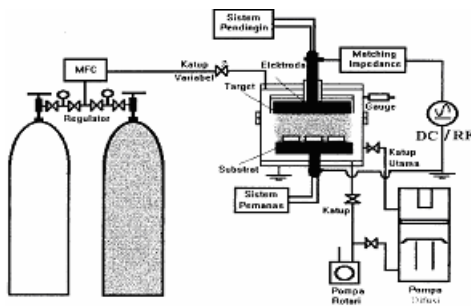 Sistem
Pendiagin
Elektroda
Matching Impedance
Katup
Variabel
MFC
Target
Gauge
Regulator
DC / RF
Katup
Utama
Substrat
Sistem
Pemanas
Katup
Pompa
Rotari
Pompa
Difusi